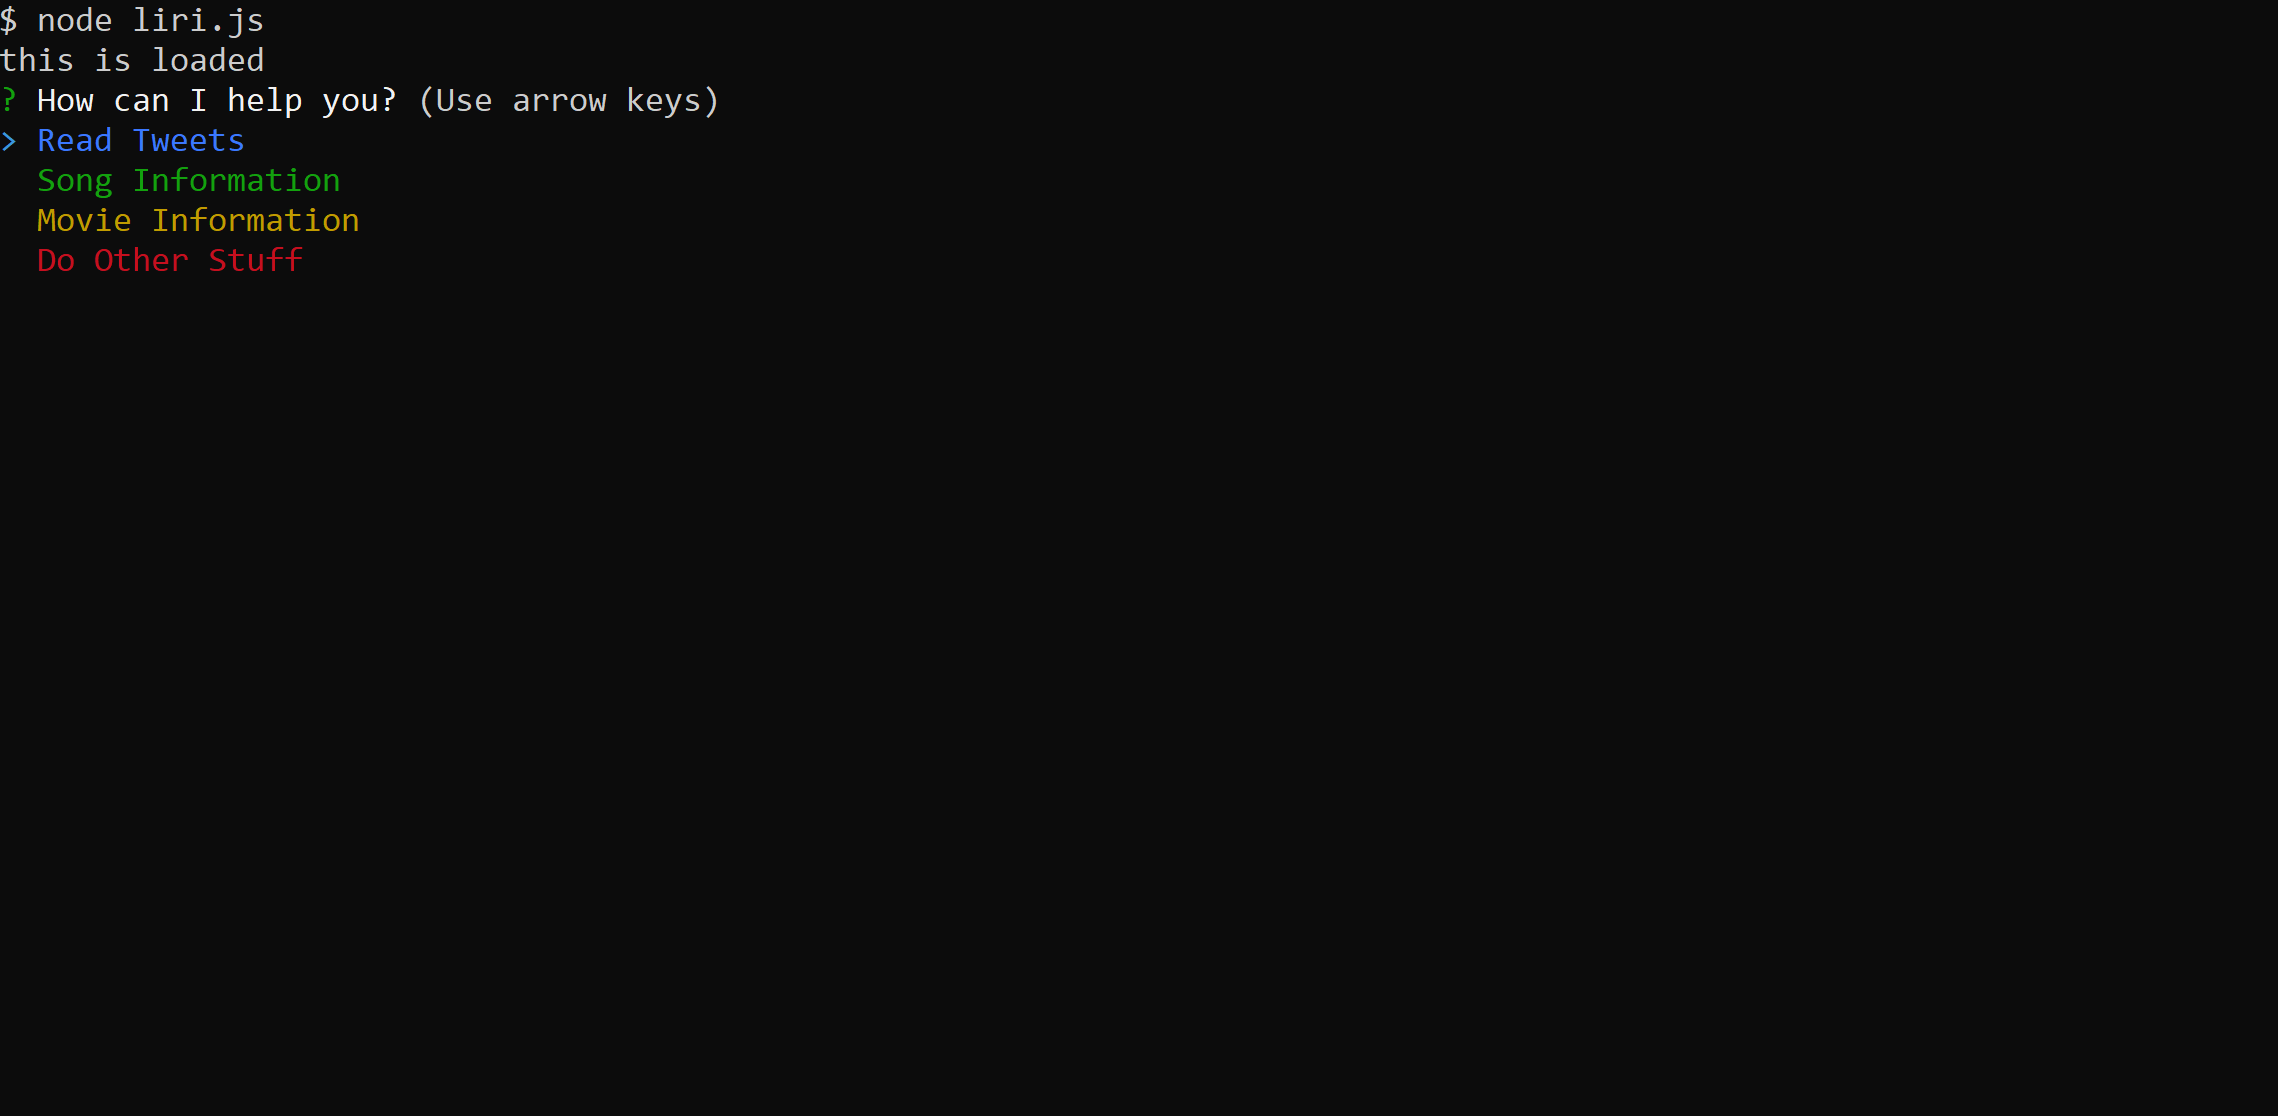 $ node liri.js
this is loaded
? How can I help you? (Use arrow keys)
> Read Tweets
Song Information
Movie Information
Do Other Stuff